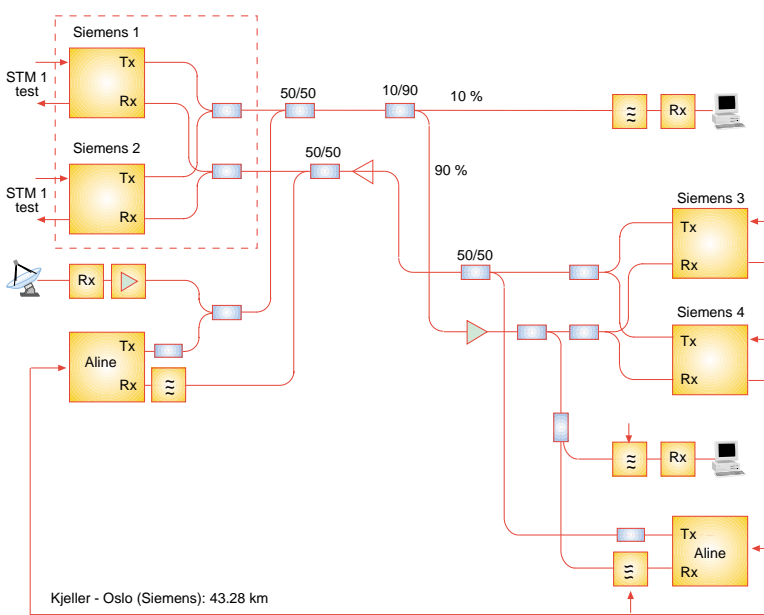 Siemens 1
STM 1
test
Tx
Rx
50/50
10/90
10 %
Rx
Siemens 2
STM 1
test
Tx
Rx
50/50
90 %
Siemens 3
Tx
Rx
50/50
Rx
Siemens 4
Tx
Rx
Tx
Aline
Rx
Rx
Tx
Aline
Rx
Kjeller - Oslo (Siemens): 43.28 km